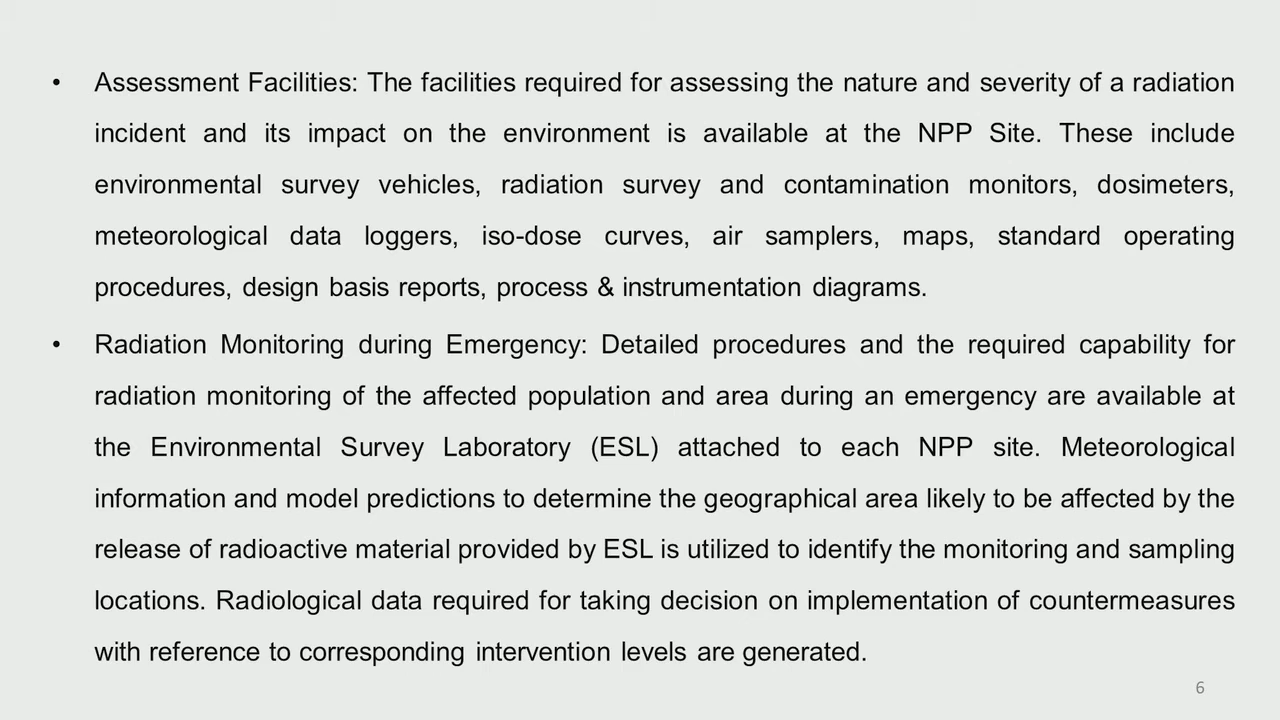 • Assessment Facilities: The facilities required for assessing the nature and severity of a radiation
incident and its impact on the environment is available at the NPP Site. These include
environmental survey vehicles, radiation survey and contamination monitors, dosimeters,
meteorological data loggers, iso-dose curves, air samplers, maps, standard operating
procedures, design basis reports, process & instrumentation diagrams.
• Radiation Monitoring during Emergency: Detailed procedures and the required capability for
radiation monitoring of the affected population and area during an emergency are available at
the Environmental Survey Laboratory (ESL) attached to each NPP site. Meteorological
information and model predictions to determine the geographical area likely to be affected by the
release of radioactive material provided by ESL is utilized to identify the monitoring and sampling
locations. Radiological data required for taking decision on implementation of countermeasures
with reference to corresponding intervention levels are generated.
6